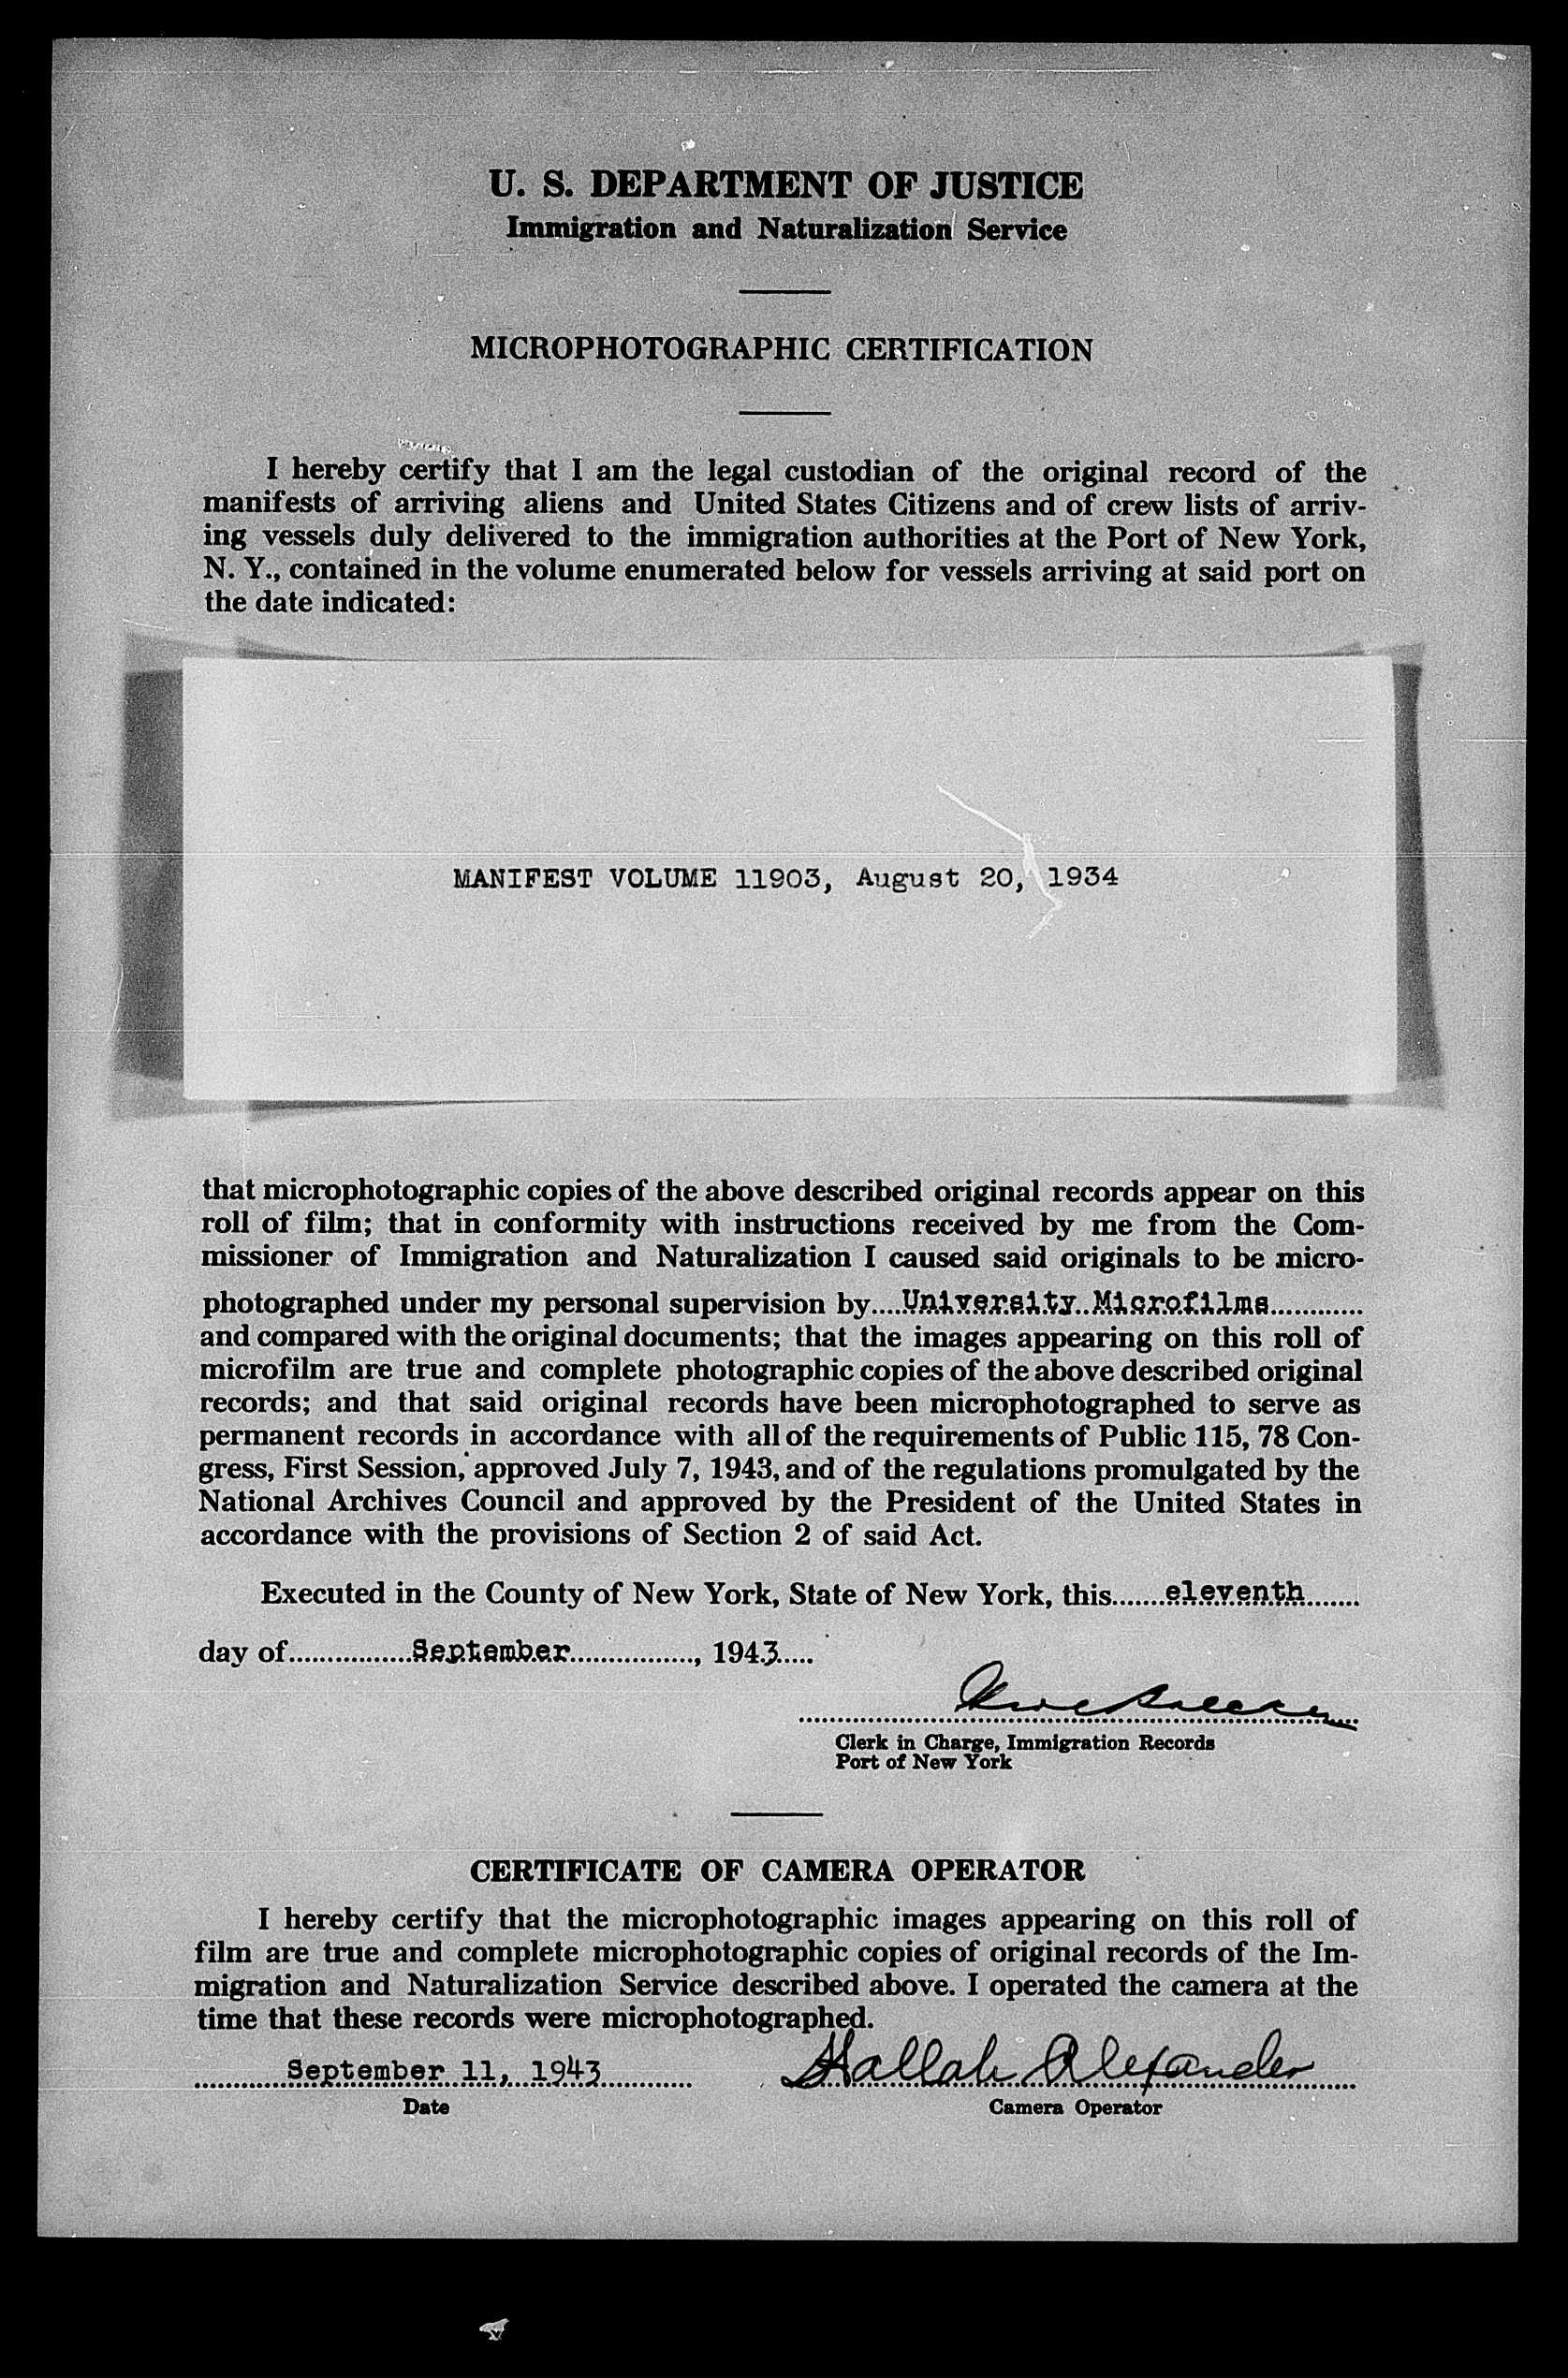 U. S. DEPARTMENT OF JUSTICE
Immigration and Naturalization Service
MICROPHOTOGRAPHIC CERTIFICATION
I hereby certify that I am the legal custodian of the original record of the
manifests of arriving aliens and United States Citizens and of crew lists of arriv-
ing vessels duly delivered to the immigration authorities at the Port of New York,
N. Y., contained in the volume enumerated below for vessels arriving at said port on
the date indicated:
MANIFEST VOLUME 11903, August 20, 1934
that microphotographic copies of the above described original records appear on this
roll of film; that in conformity with instructions received by me from the Com-
missioner of Immigration and Naturalization I caused said originals to be micro-
photographed under my personal supervision by....University Microfilms............
and compared with the original documents; that the images appearing on this roll of
microfilm are true and complete photographic copies of the above described original
records; and that said original records have been microphotographed to serve as
permanent records in accordance with all of the requirements of Public 115, 78 Con-
gress, First Session, approved July 7, 1943, and of the regulations promulgated by the
National Archives Council and approved by the President of the United States in
accordance with the provisions of Section 2 of said Act.
Executed in the County of New York, State of New York, this.......eleventh.......
day of................September................, 1943.....
Clerk in Charge, Immigration Records
Port of New York
CERTIFICATE OF CAMERA OPERATOR
I hereby certify that the microphotographic images appearing on this roll of
film are true and complete microphotographic copies of original records of the Im-
migration and Naturalization Service described above. I operated the camera at the
time that these records were microphotographed.
September 11, 1943 Hallah Alexander
Date Camera Operator